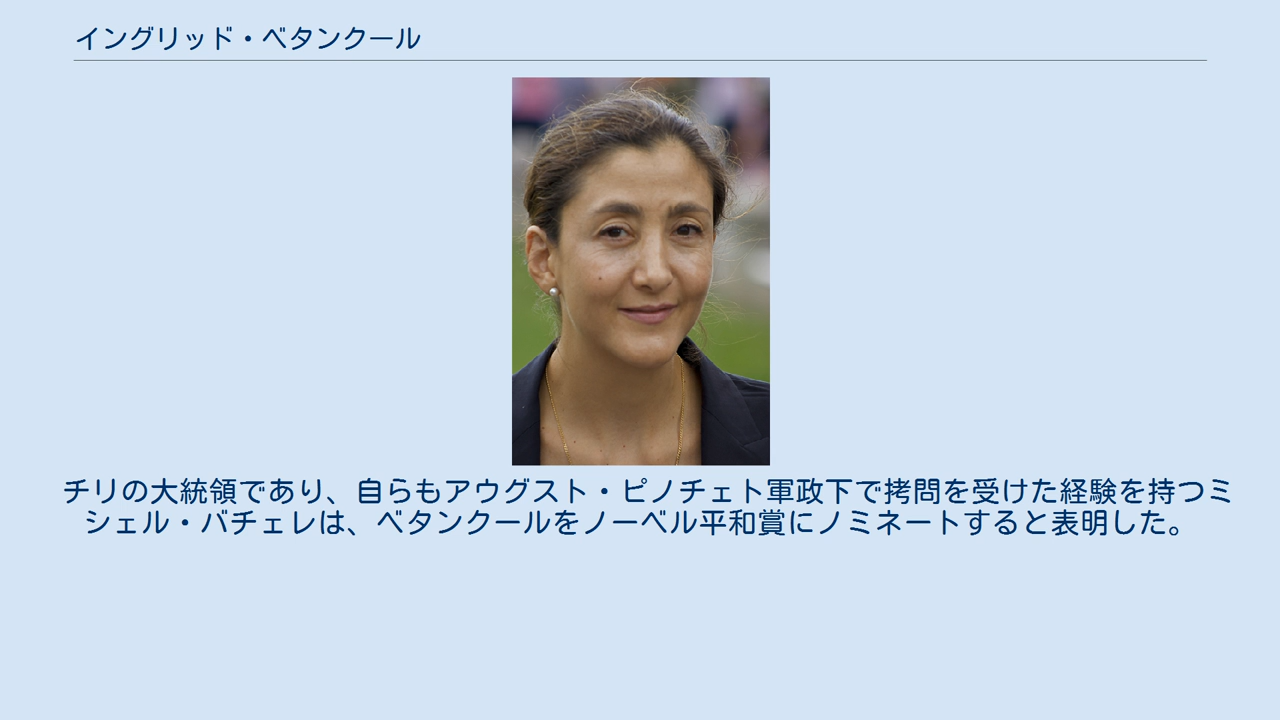 イングリッド・ベタンクール
チリの大統領であり、自らもアウグスト・ピノチェト軍政下で拷問を受けた経験を持つミ
シェル・バチェレは、ベタンクールをノーベル平和賞にノミネートすると表明した。